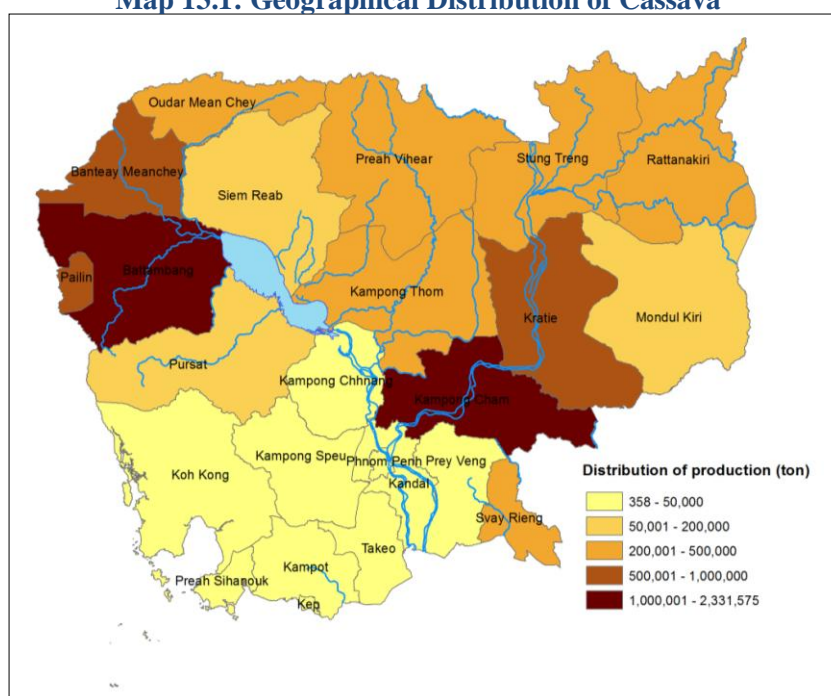 Map 13.1: Geographical Distribution of Cassava
Oudar Mean Chey
Banteay Meanchey
Siem Reab
Preah Vihear
Stung Treng
Rattanakiri
Battambang
Pailin
Kampong Thom
Kratie
Mondul Kiri
Pursat
Kampong Chhnang
Kampong Cham
Koh Kong
Kampong Speu
Phnom Penh
Prey Veng
Kandal
Svay Rieng
Takeo
Kampot
Preah Sihanouk
Kep
Distribution of production (ton)
358 - 50,000
50,001 - 200,000
200,001 - 500,000
500,001 - 1,000,000
1,000,001 - 2,331,575